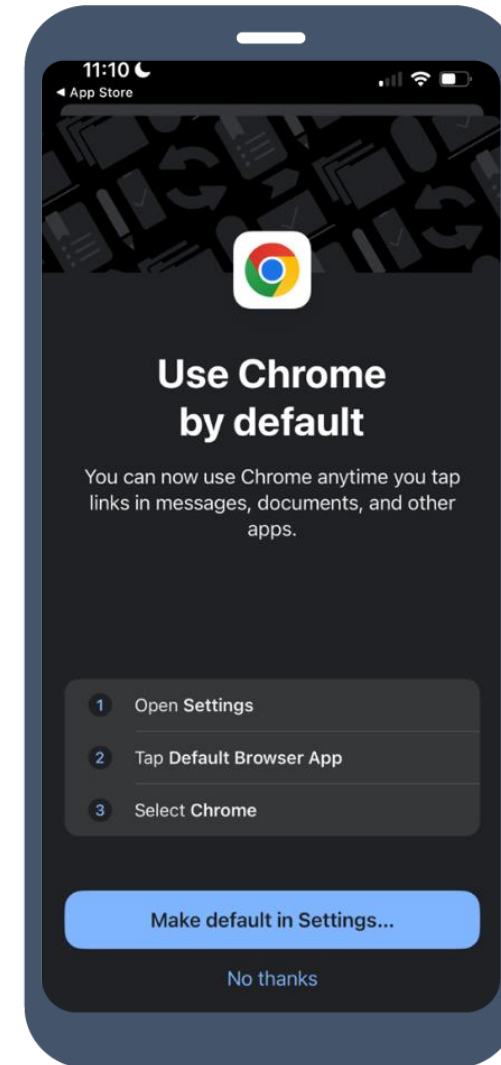 11:10
◀ App Store
Use Chrome
by default
You can now use Chrome anytime you tap
links in messages, documents, and other
apps.
1 Open Settings
2 Tap Default Browser App
3 Select Chrome
Make default in Settings...
No thanks